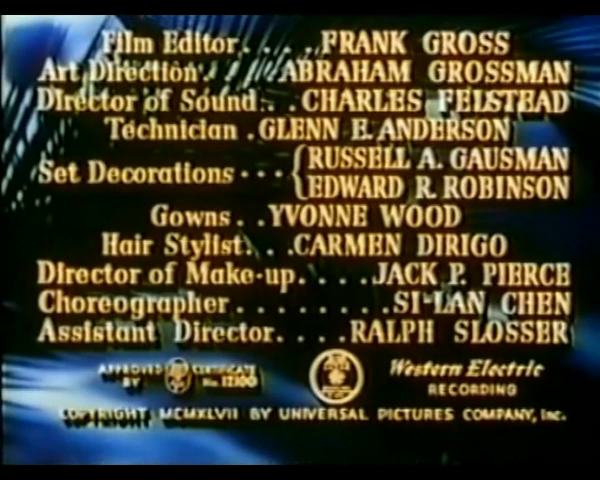 Film Editor. . . . . FRANK GROSS
Art Direction. . . . ABRAHAM GROSSMAN
Director of Sound. . . CHARLES FELSTEAD
Technician . GLENN E. ANDERSON
Set Decorations . . . { RUSSELL A. GAUSMAN
EDWARD R. ROBINSON
Gowns. . . YVONNE WOOD
Hair Stylist. . . CARMEN DIRIGO
Director of Make-up. . . . . JACK P. PIERCE
Choreographer . . . . . . . . SI-LAN CHEN
Assistant Director. . . . . RALPH SLOSSER
APPROVED BY CERTIFICATE No. 12100
Western Electric
RECORDING
COPYRIGHT MCMXLVII BY UNIVERSAL PICTURES COMPANY, Inc.